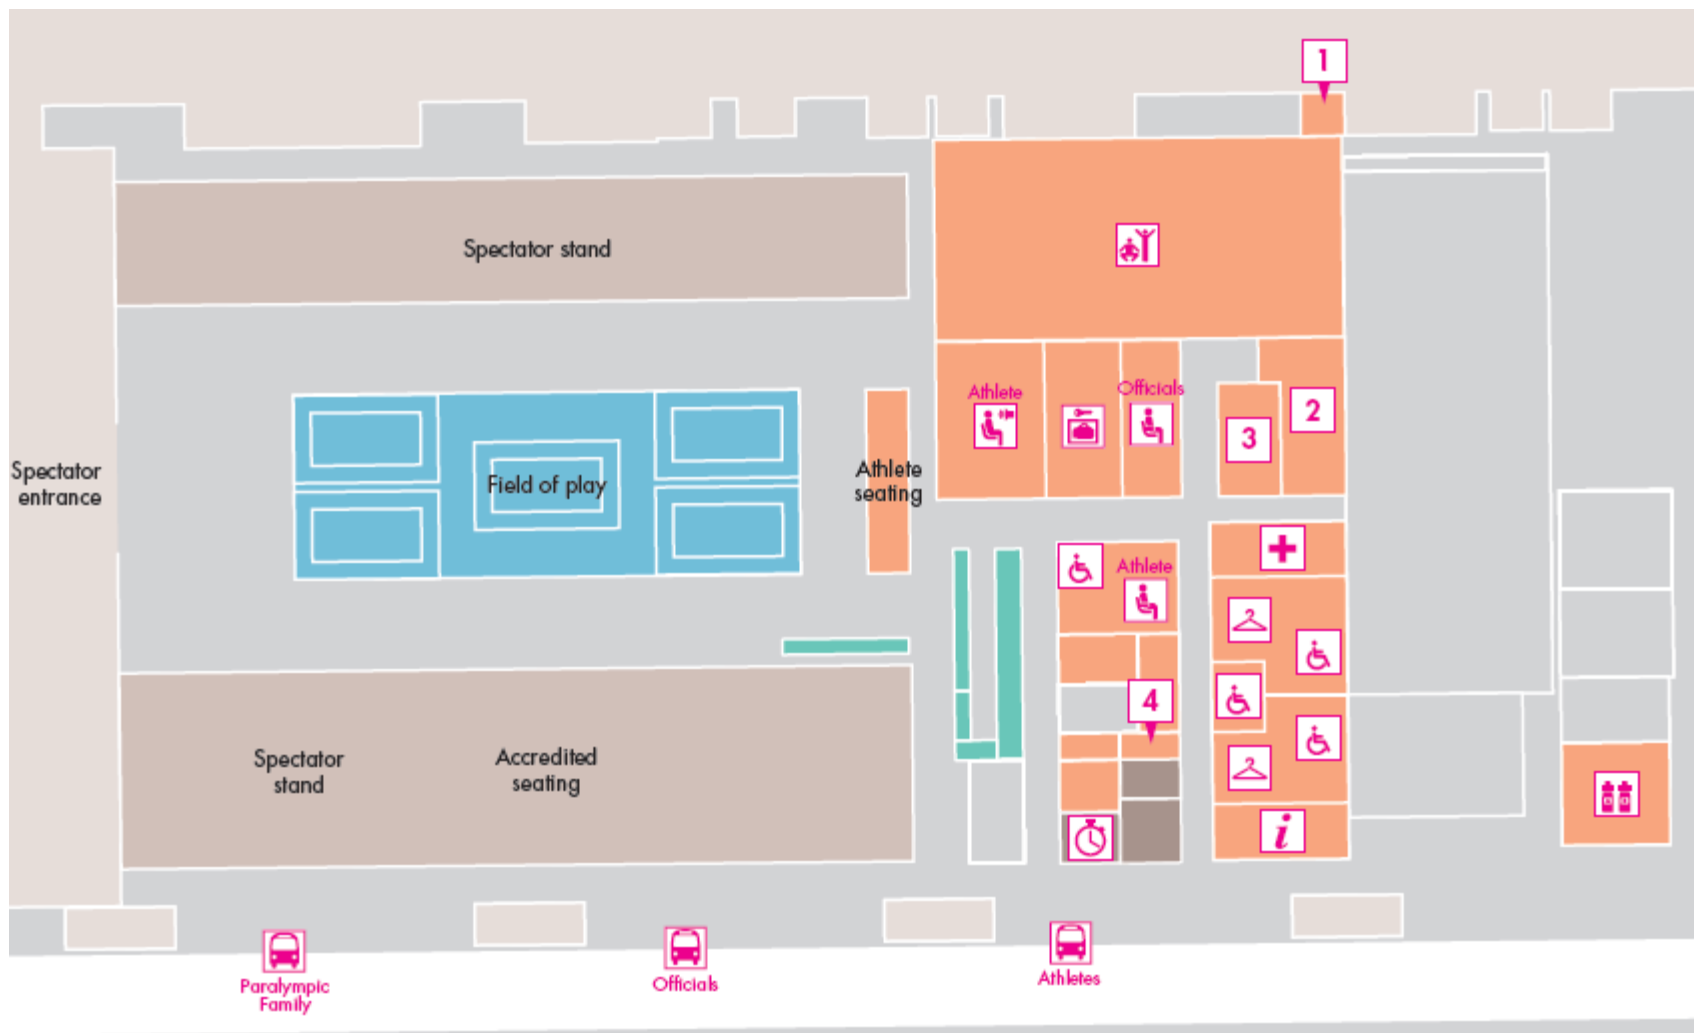 1
Spectator stand
Athlete
Officials
2
3
Spectator
entrance
Field of play
Athlete
seating
Athlete
4
Spectator
stand
Accredited
seating
i
Paralympic
Family
Officials
Athletes